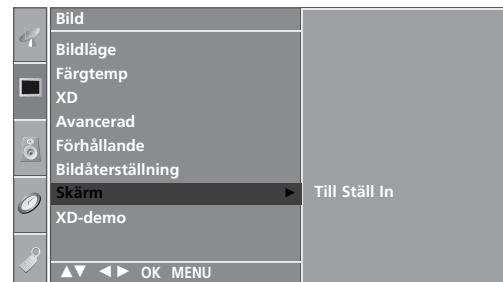 Bild
Bildläge
Färgtemp
XD
Avancerad
Förhållande
Bildåterställning
Skärm ► Till Ställ In
XD-demo
▲▼ ◄► OK MENU